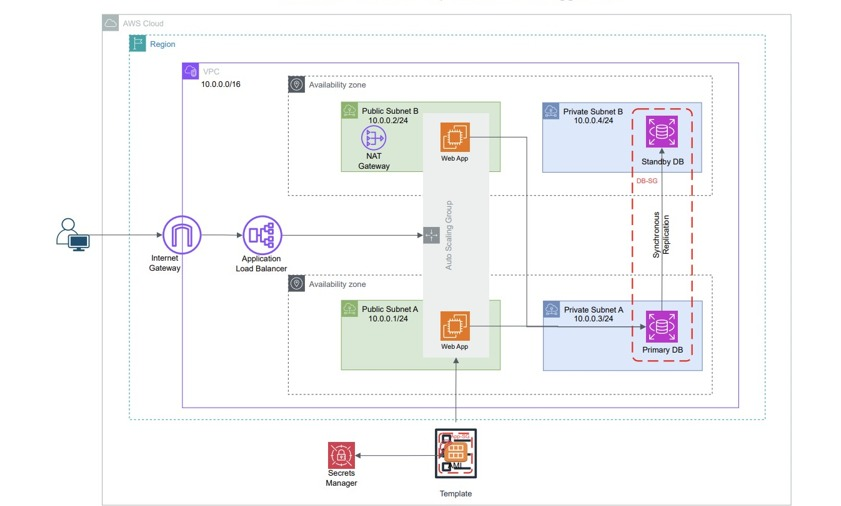 AWS Cloud
Region
VPC
10.0.0.0/16
Availability zone
Public Subnet B
10.0.0.2/24
NAT
Gateway
Web App
Private Subnet B
10.0.0.4/24
Standby DB
DB-SG
Synchronous
Replication
Auto Scaling Group
Internet
Gateway
Application
Load Balancer
Availability zone
Public Subnet A
10.0.0.1/24
Web App
Private Subnet A
10.0.0.3/24
Primary DB
Secrets
Manager
AMI
Template